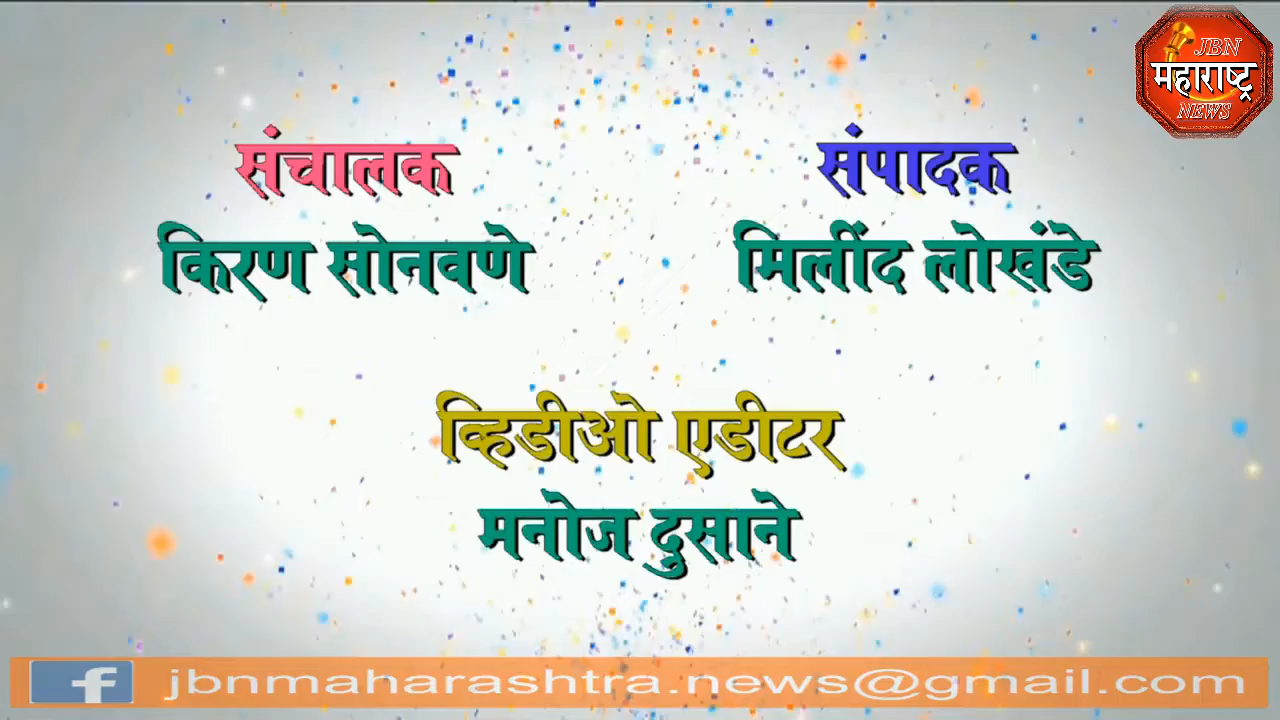 JBN
महाराष्ट्र
NEWS
संचालक
किरण सोनवणे
संपादक
मिलींद लोखंडे
व्हिडीओ एडीटर
मनोज दुसाने
f jbnmaharashtra.news@gmail.com